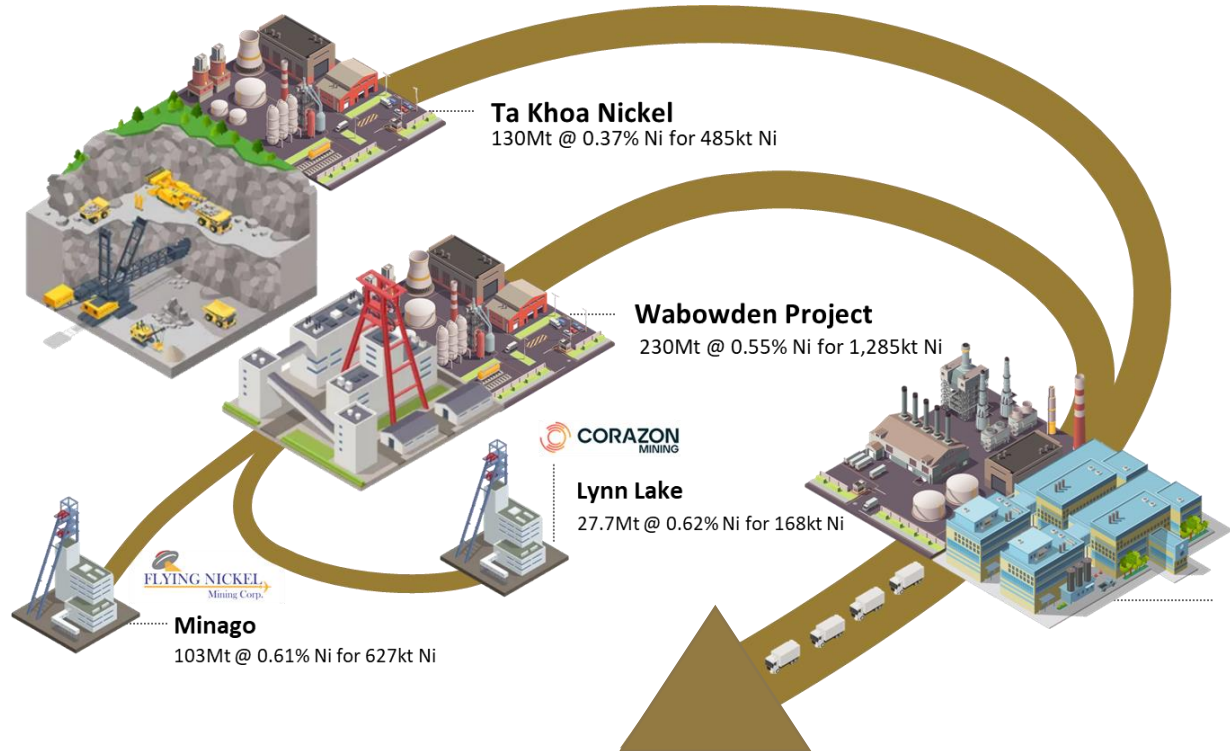 Ta Khoa Nickel
130Mt @ 0.37% Ni for 485kt Ni
Wabowden Project
230Mt @ 0.55% Ni for 1,285kt Ni
CORAZON
MINING
Lynn Lake
27.7Mt @ 0.62% Ni for 168kt Ni
FLYING NICKEL
Mining Corp.
Minago
103Mt @ 0.61% Ni for 627kt Ni